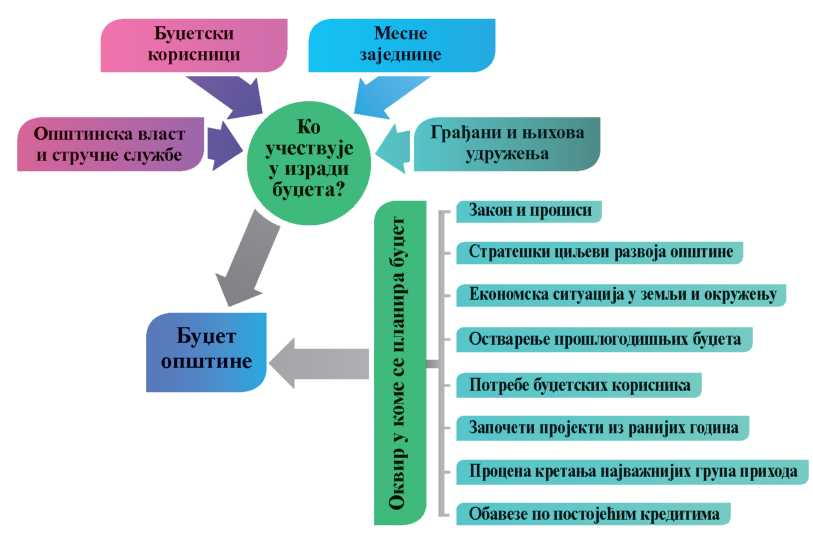 Буџетски
корисници
Месне
заједнице
Општинска власт
и стручне службе
Ко
учествује
у изради
буџета?
Грађани и њихова
удружења
Буџет
општине
Оквир у коме се планира буџет
Закон и прописи
Стратешки циљеви развоја општине
Економска ситуација у земљи и окружењу
Остварење прошлогодишњих буџета
Потребе буџетских корисника
Започети пројекти из ранијих година
Процена кретања најважнијих група прихода
Обавезе по постојећим кредитима